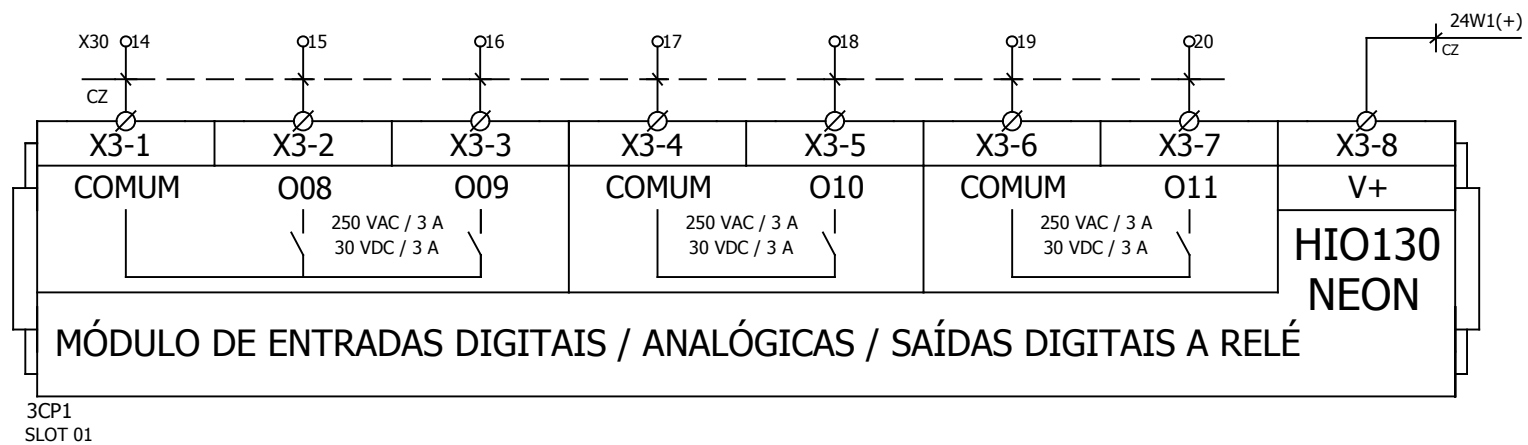 24W1(+)
X30 14 15 16 17 18 19 20
CZ
CZ
X3-1 X3-2 X3-3 X3-4 X3-5 X3-6 X3-7 X3-8
COMUM O08 O09 COMUM O10 COMUM O11 V+
250 VAC / 3 A 250 VAC / 3 A 250 VAC / 3 A
30 VDC / 3 A 30 VDC / 3 A 30 VDC / 3 A
HIO130
NEON
MÓDULO DE ENTRADAS DIGITAIS / ANALÓGICAS / SAÍDAS DIGITAIS A RELÉ
3CP1
SLOT 01